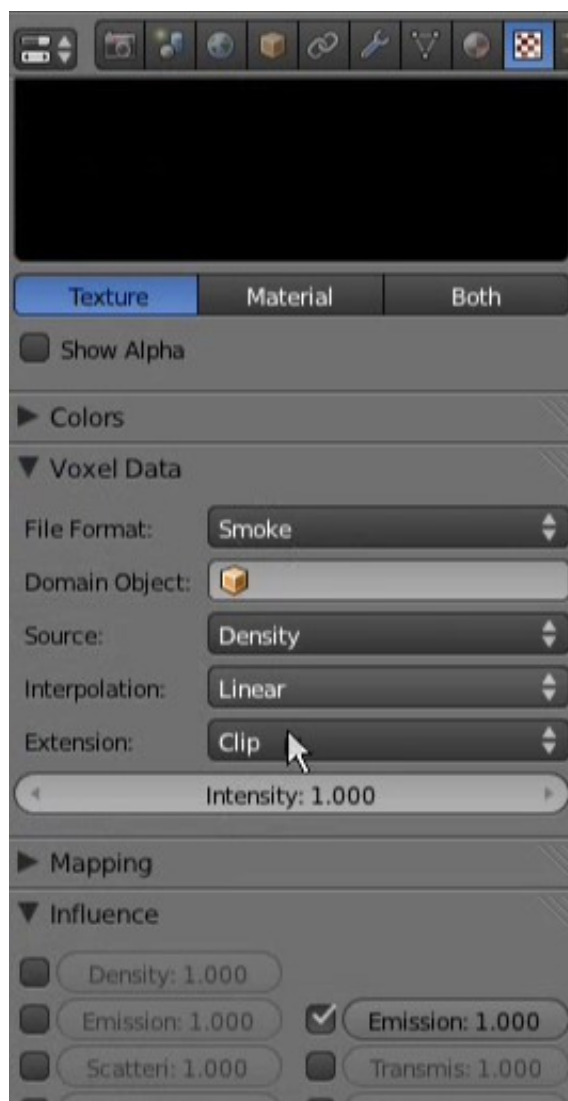 Texture Material Both
Show Alpha
Colors
Voxel Data
File Format: Smoke
Domain Object:
Source: Density
Interpolation: Linear
Extension: Clip
Intensity: 1.000
Mapping
Influence
Density: 1.000
Emission: 1.000 Emission: 1.000
Scatteri: 1.000 Transmis: 1.000